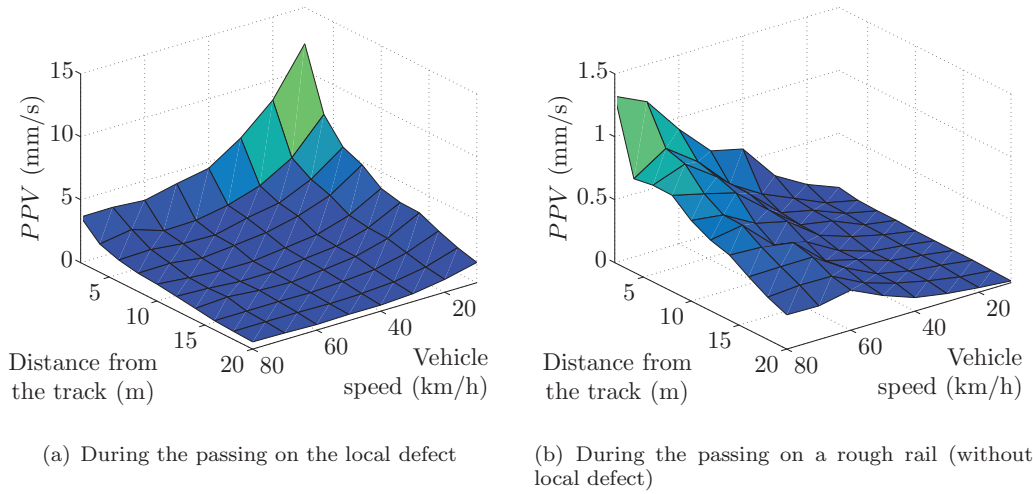 15
10
5
0
PPV (mm/s)
5
10
15
20
Distance from
the track (m)
80
60
40
20
Vehicle
speed (km/h)
(a) During the passing on the local defect
1.5
1
0.5
0
PPV (mm/s)
5
10
15
20
Distance from
the track (m)
80
60
40
20
Vehicle
speed (km/h)
(b) During the passing on a rough rail (without
local defect)